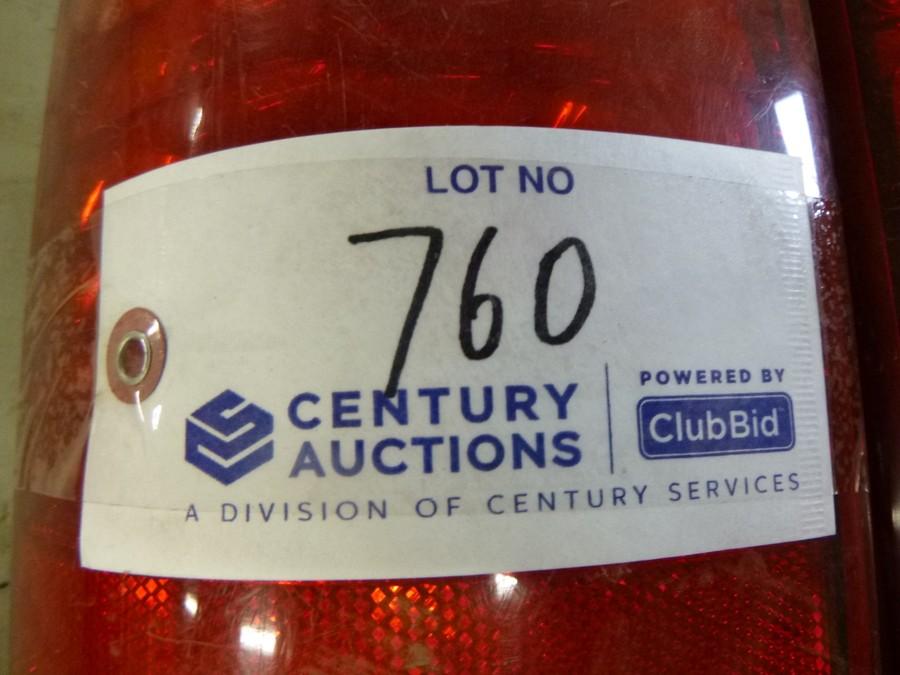 LOT NO
760
CENTURY
AUCTIONS
POWERED BY
ClubBid
A DIVISION OF CENTURY SERVICES